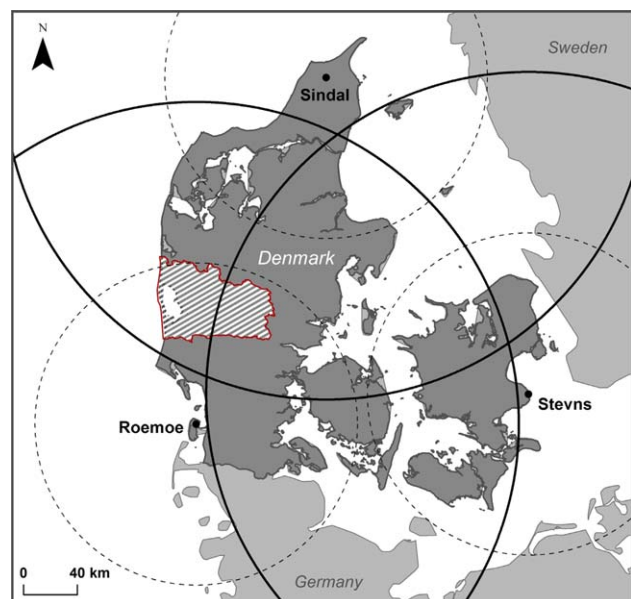 N
Sweden
Sindal
Denmark
Stevns
Roemoe
0 40 km
Germany